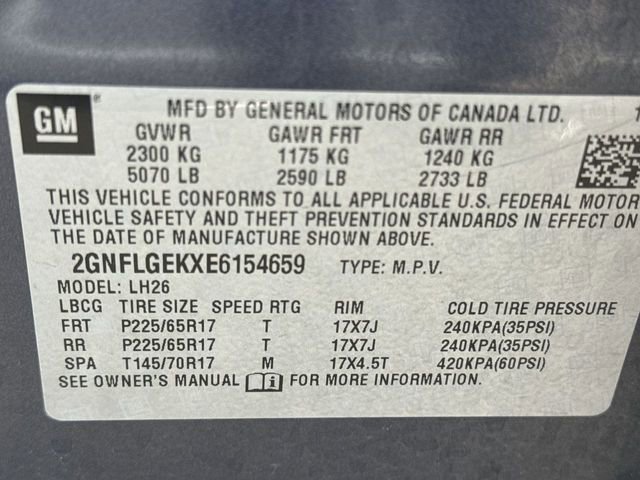 GM® MFD BY GENERAL MOTORS OF CANADA LTD. 1
GVWR GAWR FRT GAWR RR
2300 KG 1175 KG 1240 KG
5070 LB 2590 LB 2733 LB
THIS VEHICLE CONFORMS TO ALL APPLICABLE U.S. FEDERAL MOTOR
VEHICLE SAFETY AND THEFT PREVENTION STANDARDS IN EFFECT ON
THE DATE OF MANUFACTURE SHOWN ABOVE.
2GNFLGEKXE6154659 TYPE: M.P.V.
MODEL: LH26
LBCG TIRE SIZE SPEED RTG RIM COLD TIRE PRESSURE
FRT P225/65R17 T 17X7J 240KPA(35PSI)
RR P225/65R17 T 17X7J 240KPA(35PSI)
SPA T145/70R17 M 17X4.5T 420KPA(60PSI)
SEE OWNER'S MANUAL i FOR MORE INFORMATION.